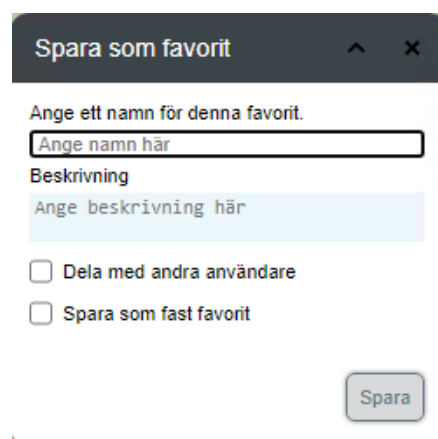 Spara som favorit
Ange ett namn för denna favorit.
Ange namn här
Beskrivning
Ange beskrivning här
Dela med andra användare
Spara som fast favorit
Spara